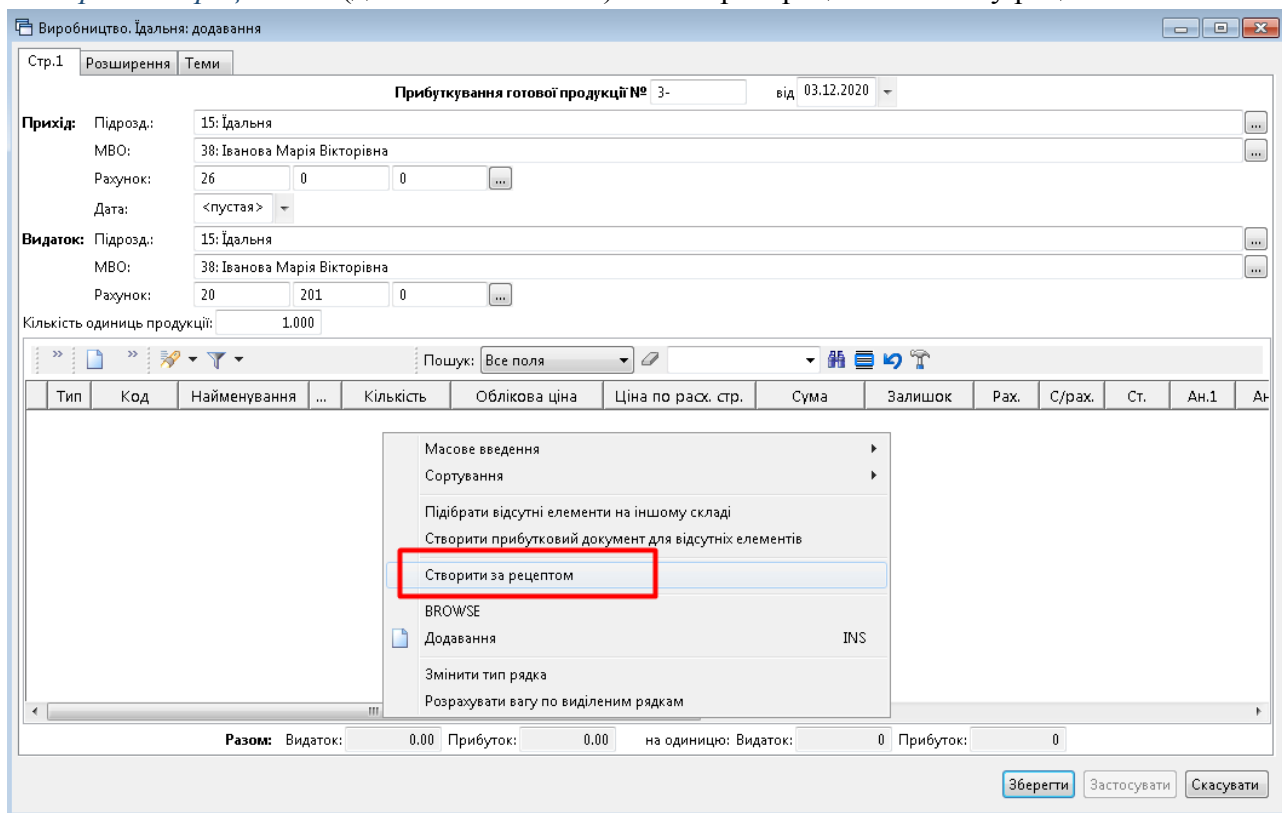 Виробництво. Їдальня: додавання
Стр.1 Розширення Теми
Прибуткування готової продукції № 3- від 03.12.2020
Прихід: Підрозд.: 15: Їдальня ...
МВО: 38: Іванова Марія Вікторівна ...
Рахунок: 26 0 0 ...
Дата: <пустая>
Видаток: Підрозд.: 15: Їдальня ...
МВО: 38: Іванова Марія Вікторівна ...
Рахунок: 20 201 0 ...
Кількість одиниць продукції: 1.000
Пошук: Все поля
Тип Код Найменування ... Кількість Облікова ціна Ціна по расх. стр. Сума Залишок Рах. С/рах. Ст. Ан.1 Ан
Масове введення
Сортування
Підібрати відсутні елементи на іншому складі
Створити прибутковий документ для відсутніх елементів
Створити за рецептом
BROWSE
Додавання INS
Змінити тип рядка
Розрахувати вагу по виділеним рядкам
Разом: Видаток: 0.00 Прибуток: 0.00 на одиницю: Видаток: 0 Прибуток: 0
Зберегти Застосувати Скасувати